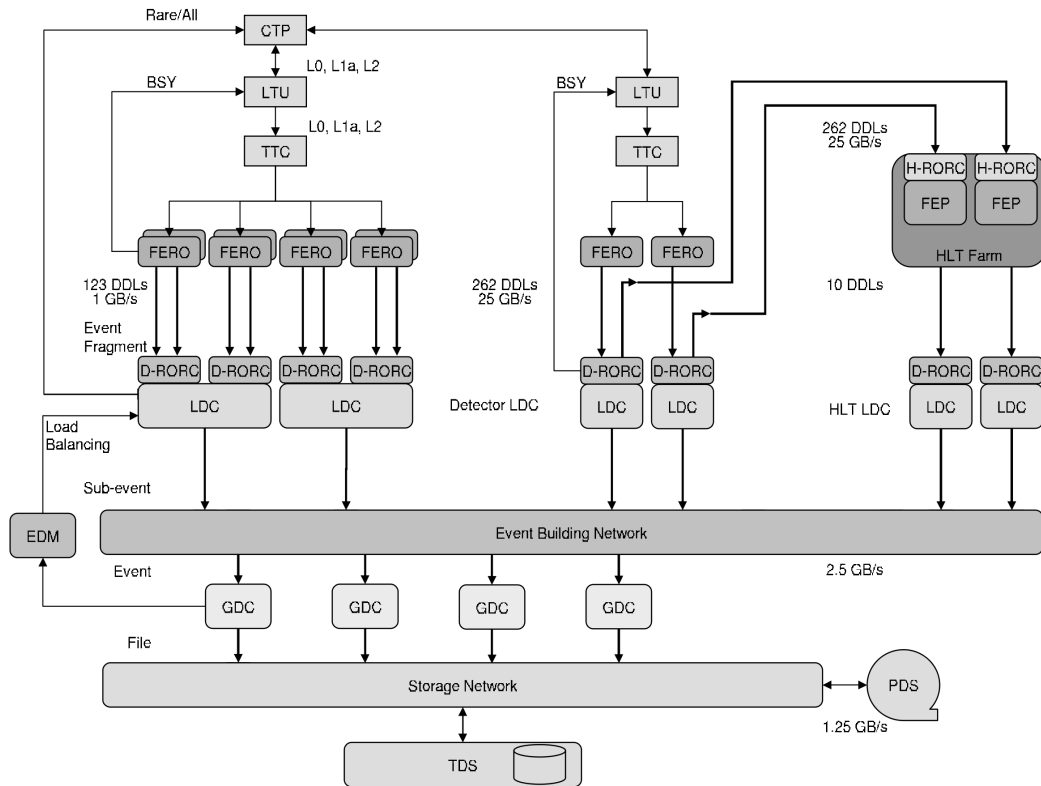 Rare/All
CTP
L0, L1a, L2
BSY
LTU
BSY
LTU
L0, L1a, L2
262 DDLs
25 GB/s
TTC
TTC
H-RORC
H-RORC
FEP
FEP
HLT Farm
FERO
FERO
FERO
FERO
FERO
FERO
123 DDLs
1 GB/s
262 DDLs
25 GB/s
10 DDLs
Event
Fragment
D-RORC
D-RORC
D-RORC
D-RORC
D-RORC
D-RORC
D-RORC
D-RORC
LDC
LDC
Detector LDC
LDC
LDC
HLT LDC
LDC
LDC
Load
Balancing
Sub-event
EDM
Event Building Network
Event
2.5 GB/s
GDC
GDC
GDC
GDC
File
Storage Network
PDS
1.25 GB/s
TDS